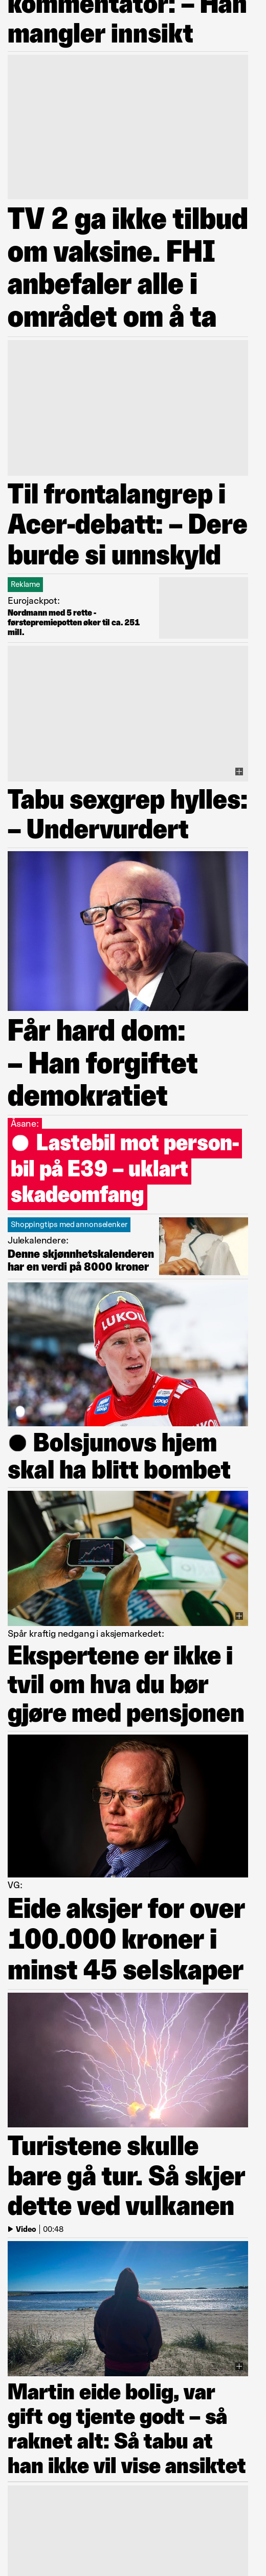 kommentator: – Han
mangler innsikt
TV 2 ga ikke tilbud
om vaksine. FHI
anbefaler alle i
området om å ta
Til frontalangrep i
Acer-debatt: – Dere
burde si unnskyld
Reklame
Eurojackpot:
Nordmann med 5 rette -
førstepremiepotten øker til ca. 251
mill.
Tabu sexgrep hylles:
– Undervurdert
Får hard dom:
– Han forgiftet
demokratiet
Åsane:
Lastebil mot person-
bil på E39 – uklart
skadeomfang
Shoppingtips med annonselenker
Julekalendere:
Denne skjønnhetskalenderen
har en verdi på 8000 kroner
LUKOIL
coop
coop
Bolsjunovs hjem
skal ha blitt bombet
Spår kraftig nedgang i aksjemarkedet:
Ekspertene er ikke i
tvil om hva du bør
gjøre med pensjonen
VG:
Eide aksjer for over
100.000 kroner i
minst 45 selskaper
Turistene skulle
bare gå tur. Så skjer
dette ved vulkanen
Video | 00:48
Martin eide bolig, var
gift og tjente godt – så
raknet alt: Så tabu at
han ikke vil vise ansiktet